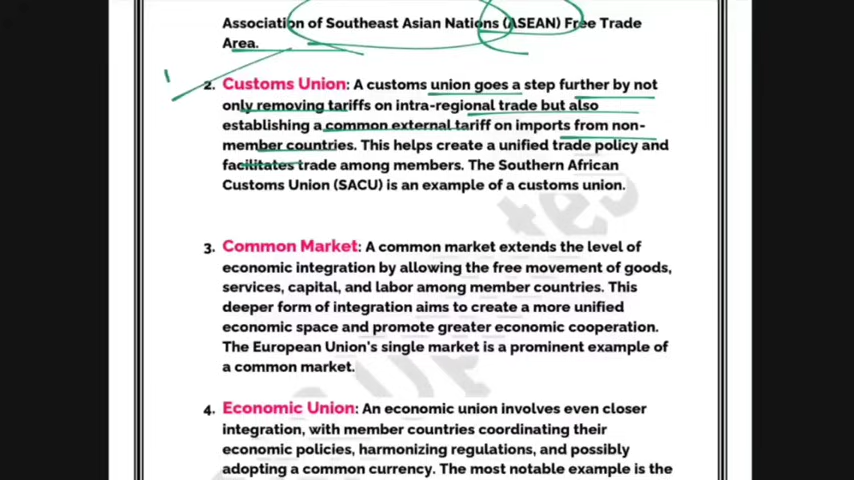 Association of Southeast Asian Nations (ASEAN) Free Trade
Area.
2. Customs Union: A customs union goes a step further by not
only removing tariffs on intra-regional trade but also
establishing a common external tariff on imports from non-
member countries. This helps create a unified trade policy and
facilitates trade among members. The Southern African
Customs Union (SACU) is an example of a customs union.
3. Common Market: A common market extends the level of
economic integration by allowing the free movement of goods,
services, capital, and labor among member countries. This
deeper form of integration aims to create a more unified
economic space and promote greater economic cooperation.
The European Union's single market is a prominent example of
a common market.
4. Economic Union: An economic union involves even closer
integration, with member countries coordinating their
economic policies, harmonizing regulations, and possibly
adopting a common currency. The most notable example is the